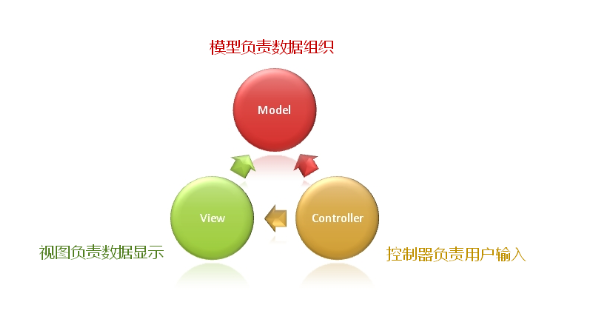 模型负责数据组织
Model
View
Controller
视图负责数据显示
控制器负责用户输入